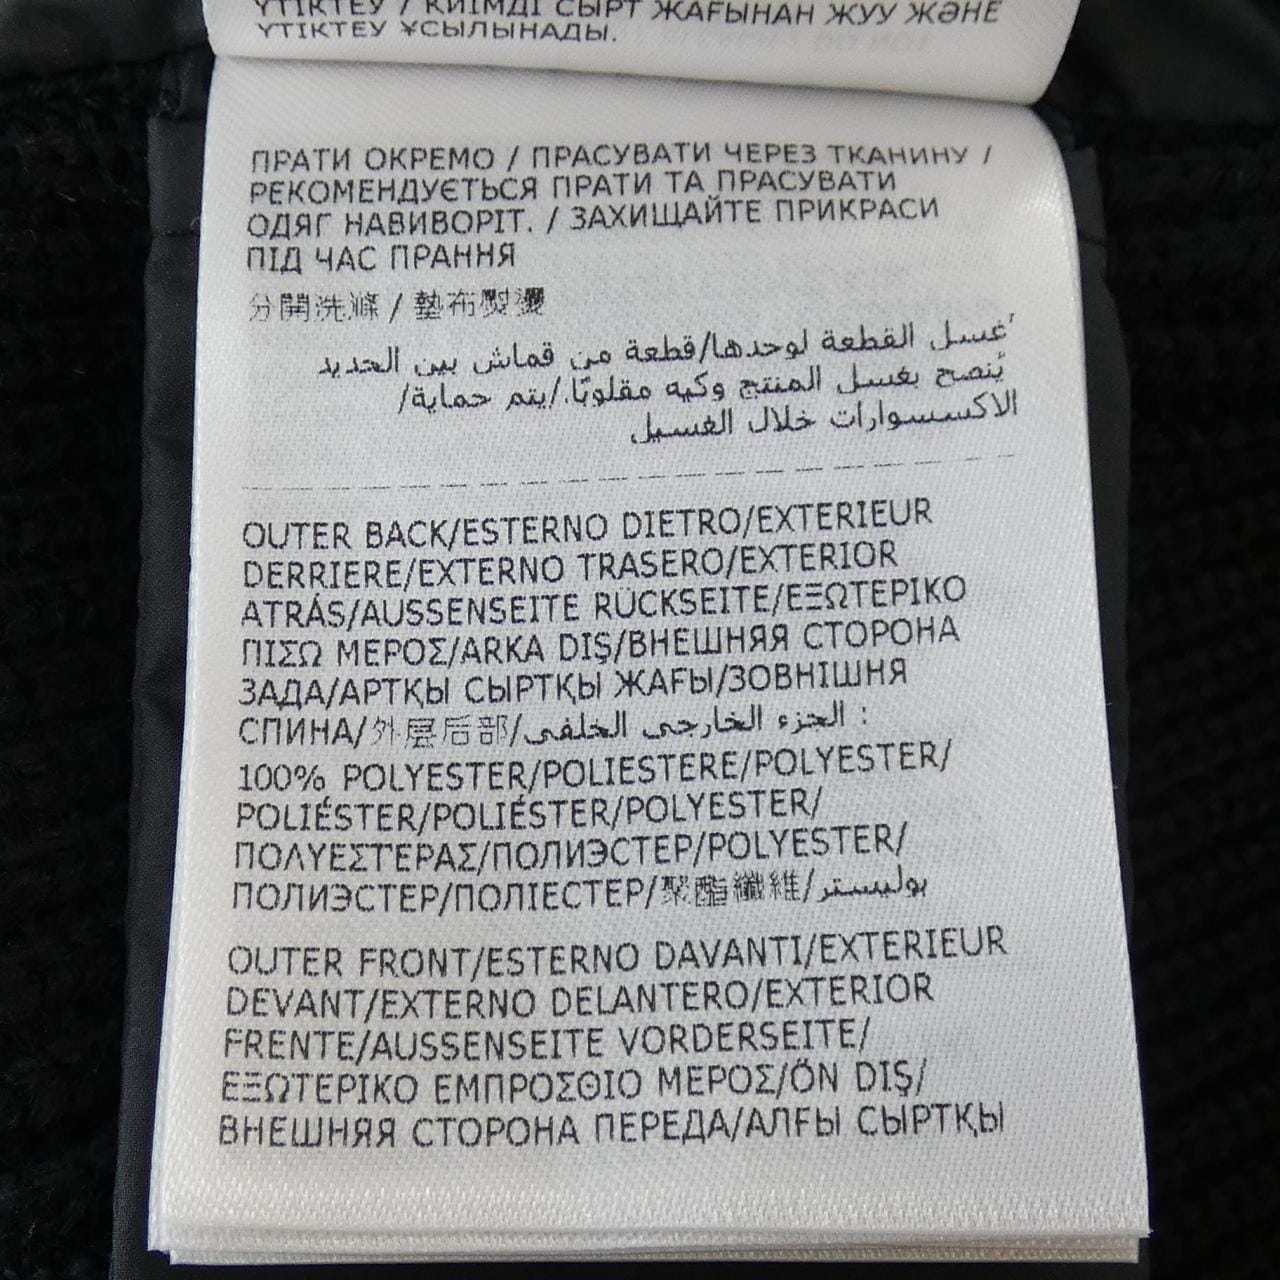 ҮТІКТЕУ / КИІМДІ СЫРТ ЖАҒЫНАН ЖУУ ЖӘНЕ
ҮТІКТЕУ ҰСЫЛЫНАДЫ.
ПРАТИ ОКРЕМО / ПРАСУВАТИ ЧЕРЕЗ ТКАНИНУ /
РЕКОМЕНДУЄТЬСЯ ПРАТИ ТА ПРАСУВАТИ
ОДЯГ НАВИВОРІТ. / ЗАХИЩАЙТЕ ПРИКРАСИ
ПІД ЧАС ПРАННЯ
分開洗滌 / 墊布熨燙
غسل القطعة لوحدها/قطعة من قماش بين الحديد
يُنصح بغسل المنتج وكيه مقلوبًا./يتم حماية/
الاكسسوارات خلال الغسيل
OUTER BACK/ESTERNO DIETRO/EXTERIEUR
DERRIERE/EXTERNO TRASERO/EXTERIOR
ATRÁS/AUSSENSEITE RÜCKSEITE/ΕΞΩΤΕΡΙΚΟ
ΠΙΣΩ ΜΕΡΟΣ/ARKA DIŞ/ВНЕШНЯЯ СТОРОНА
ЗАДА/АРТҚЫ СЫРТҚЫ ЖАҒЫ/ЗОВНІШНЯ
СПИНА/外層后部/الجزء الخارجي الخلفي :
100% POLYESTER/POLIESTERE/POLYESTER/
POLIÉSTER/POLIÉSTER/POLYESTER/
ΠΟΛΥΕΣΤΕΡΑΣ/ПОЛИЭСТЕР/POLYESTER/
ПОЛИЭСТЕР/ПОЛІЕСТЕР/聚酯纖維/بوليستر
OUTER FRONT/ESTERNO DAVANTI/EXTERIEUR
DEVANT/EXTERNO DELANTERO/EXTERIOR
FRENTE/AUSSENSEITE VORDERSEITE/
ΕΞΩΤΕΡΙΚΟ ΕΜΠΡΟΣΘΙΟ ΜΕΡΟΣ/ÖN DIŞ/
ВНЕШНЯЯ СТОРОНА ПЕРЕДА/АЛҒЫ СЫРТҚЫ